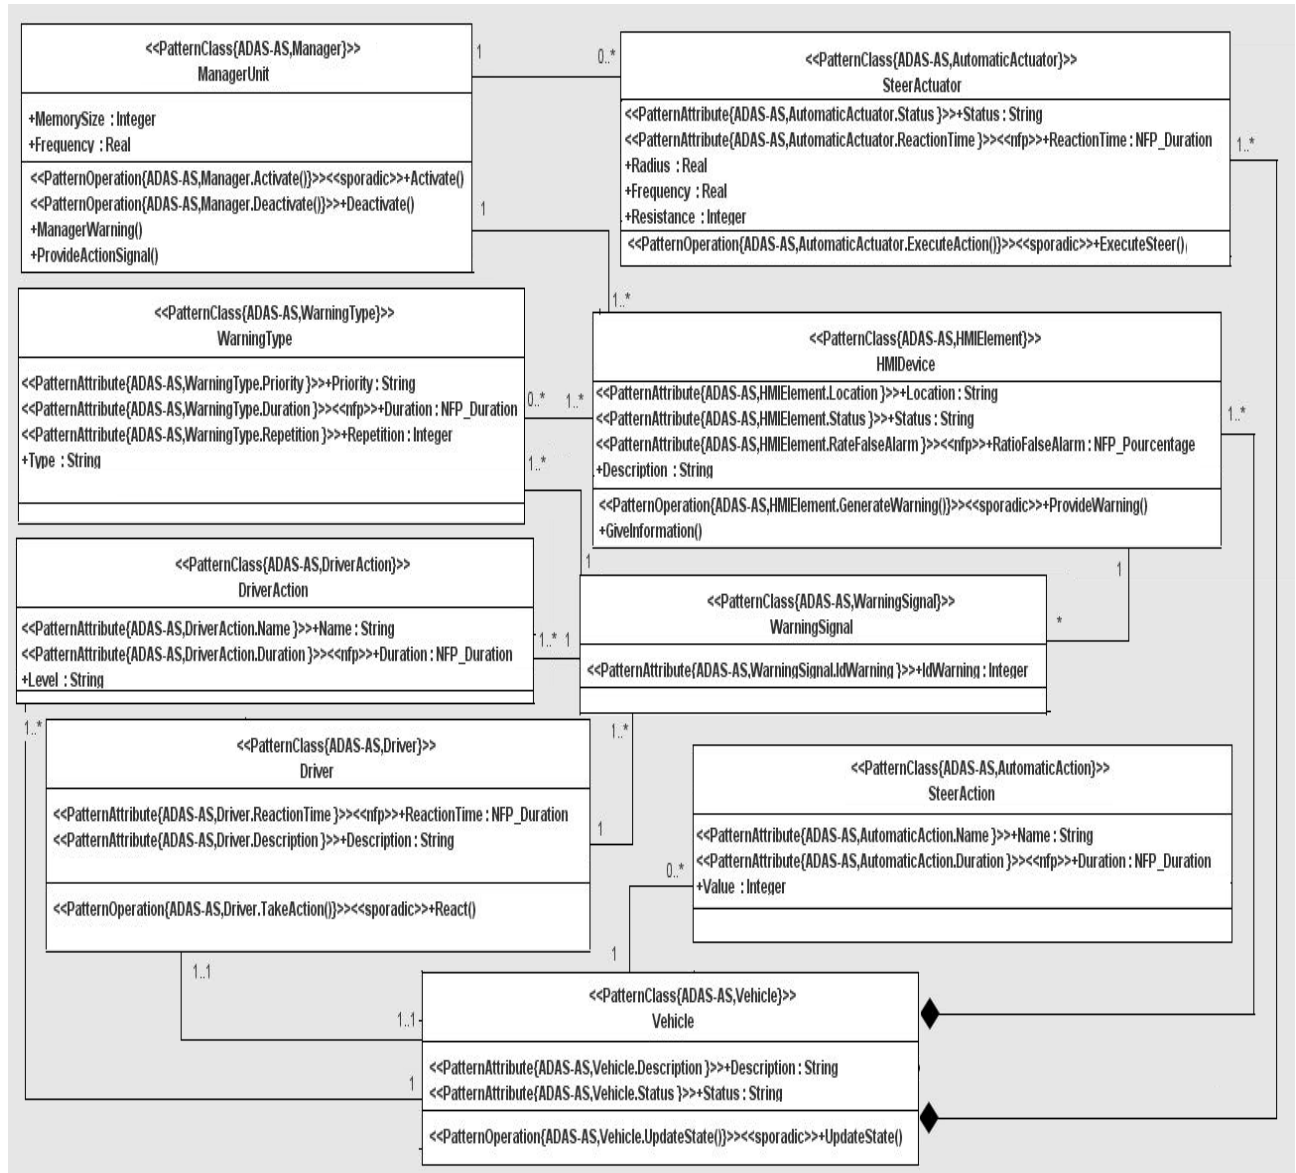 <<PatternClass{ADAS-AS,Manager}>>
ManagerUnit
+MemorySize : Integer
+Frequency : Real
<<PatternOperation{ADAS-AS,Manager.Activate()}>><<sporadic>>+Activate()
<<PatternOperation{ADAS-AS,Manager.Deactivate()}>>+Deactivate()
+ManagerWarning()
+ProvideActionSignal()
1
0..*
<<PatternClass{ADAS-AS,AutomaticActuator}>>
SteerActuator
<<PatternAttribute{ADAS-AS,AutomaticActuator.Status }>>+Status : String
<<PatternAttribute{ADAS-AS,AutomaticActuator.ReactionTime }>><<nfp>>+ReactionTime : NFP_Duration
+Radius : Real
+Frequency : Real
+Resistance : Integer
<<PatternOperation{ADAS-AS,AutomaticActuator.ExecuteAction()}>><<sporadic>>+ExecuteSteer()
1..*
1
1..*
<<PatternClass{ADAS-AS,WarningType}>>
WarningType
<<PatternAttribute{ADAS-AS,WarningType.Priority }>>+Priority : String
<<PatternAttribute{ADAS-AS,WarningType.Duration }>><<nfp>>+Duration : NFP_Duration
<<PatternAttribute{ADAS-AS,WarningType.Repetition }>>+Repetition : Integer
+Type : String
0..*
1..*
1..*
<<PatternClass{ADAS-AS,HMIElement}>>
HMIDevice
<<PatternAttribute{ADAS-AS,HMIElement.Location }>>+Location : String
<<PatternAttribute{ADAS-AS,HMIElement.Status }>>+Status : String
<<PatternAttribute{ADAS-AS,HMIElement.RateFalseAlarm }>><<nfp>>+RatioFalseAlarm : NFP_Pourcentage
+Description : String
<<PatternOperation{ADAS-AS,HMIElement.GenerateWarning()}>><<sporadic>>+ProvideWarning()
+GiveInformation()
1..*
1
1
<<PatternClass{ADAS-AS,DriverAction}>>
DriverAction
<<PatternAttribute{ADAS-AS,DriverAction.Name }>>+Name : String
<<PatternAttribute{ADAS-AS,DriverAction.Duration }>><<nfp>>+Duration : NFP_Duration
+Level : String
1..*
1
<<PatternClass{ADAS-AS,WarningSignal}>>
WarningSignal
<<PatternAttribute{ADAS-AS,WarningSignal.IdWarning }>>+IdWarning : Integer
*
1..*
1..*
<<PatternClass{ADAS-AS,Driver}>>
Driver
<<PatternAttribute{ADAS-AS,Driver.ReactionTime }>><<nfp>>+ReactionTime : NFP_Duration
<<PatternAttribute{ADAS-AS,Driver.Description }>>+Description : String
<<PatternOperation{ADAS-AS,Driver.TakeAction()}>><<sporadic>>+React()
1
<<PatternClass{ADAS-AS,AutomaticAction}>>
SteerAction
<<PatternAttribute{ADAS-AS,AutomaticAction.Name }>>+Name : String
<<PatternAttribute{ADAS-AS,AutomaticAction.Duration }>><<nfp>>+Duration : NFP_Duration
+Value : Integer
0..*
1
1..1
1..1
1
<<PatternClass{ADAS-AS,Vehicle}>>
Vehicle
<<PatternAttribute{ADAS-AS,Vehicle.Description }>>+Description : String
<<PatternAttribute{ADAS-AS,Vehicle.Status }>>+Status : String
<<PatternOperation{ADAS-AS,Vehicle.UpdateState()}>><<sporadic>>+UpdateState()